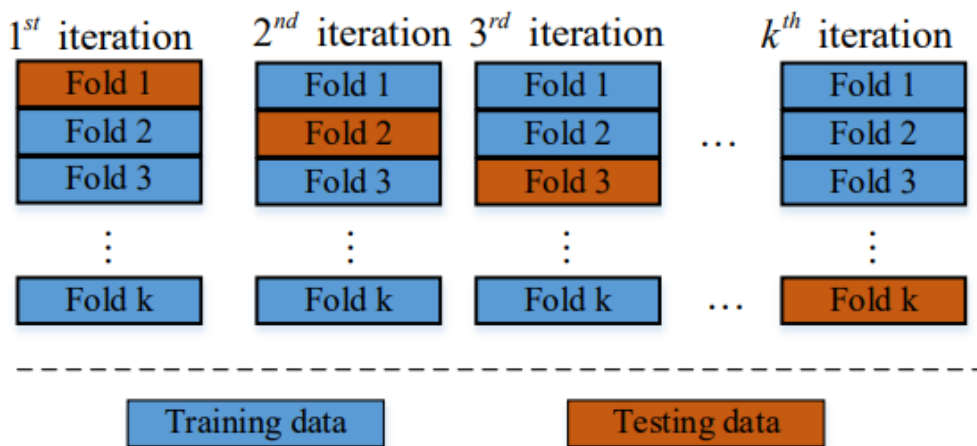 1st iteration 2nd iteration 3rd iteration kth iteration
Fold 1 Fold 1 Fold 1 Fold 1
Fold 2 Fold 2 Fold 2 … Fold 2
Fold 3 Fold 3 Fold 3 Fold 3
⋮ ⋮ ⋮ ⋮
Fold k Fold k Fold k … Fold k
Training data Testing data